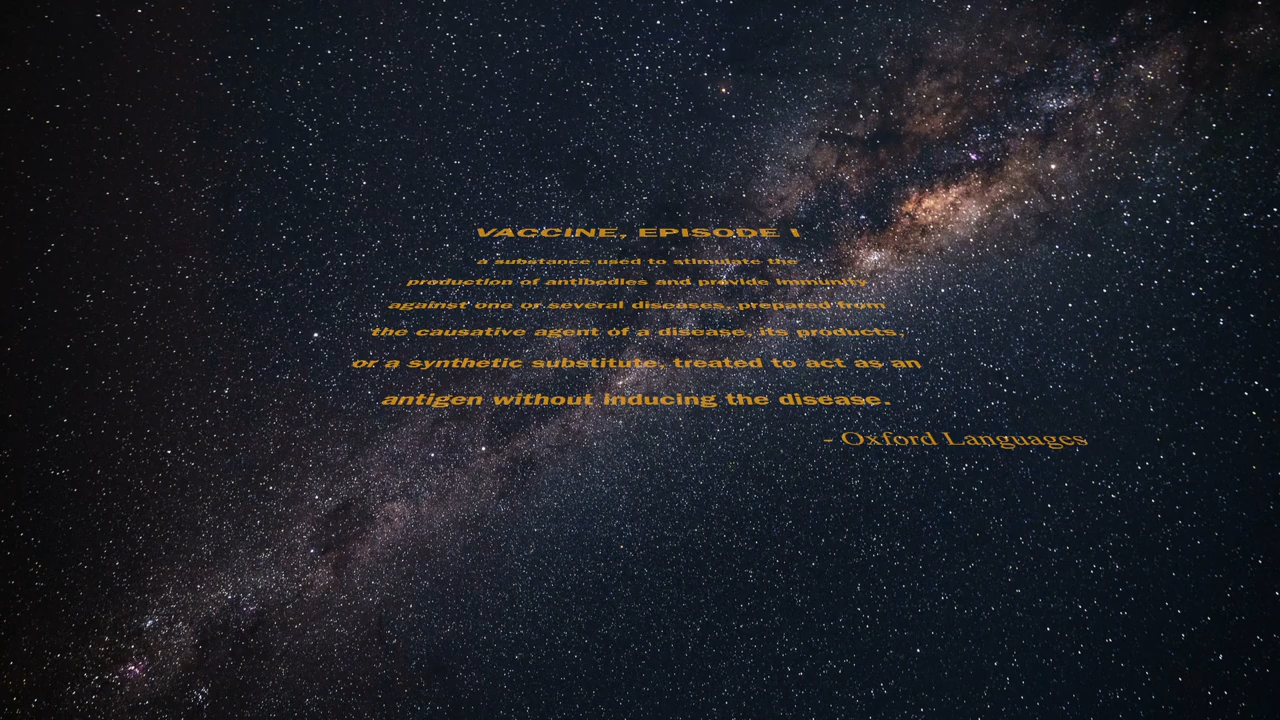 VACCINE, EPISODE I
a substance used to stimulate the
production of antibodies and provide immunity
against one or several diseases, prepared from
the causative agent of a disease, its products,
or a synthetic substitute, treated to act as an
antigen without inducing the disease.
- Oxford Languages